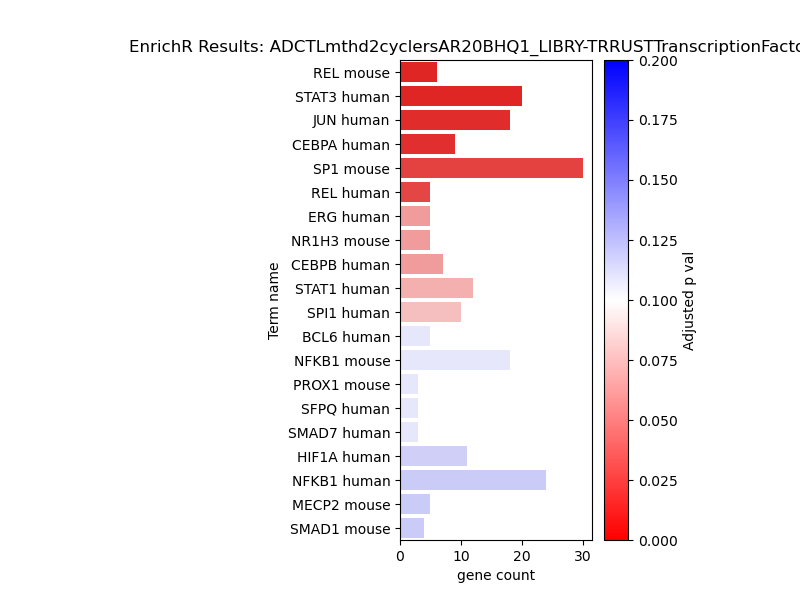 EnrichR Results: ADCTLmthd2cyclersAR20BHQ1_LIBRY-TRRUSTTranscriptionFacto
REL mouse
STAT3 human
JUN human
CEBPA human
SP1 mouse
REL human
ERG human
NR1H3 mouse
CEBPB human
STAT1 human
SPI1 human
BCL6 human
NFKB1 mouse
PROX1 mouse
SFPQ human
SMAD7 human
HIF1A human
NFKB1 human
MECP2 mouse
SMAD1 mouse
Term name
0 10 20 30
gene count
0.200
0.175
0.150
0.125
0.100
0.075
0.050
0.025
0.000
Adjusted p val